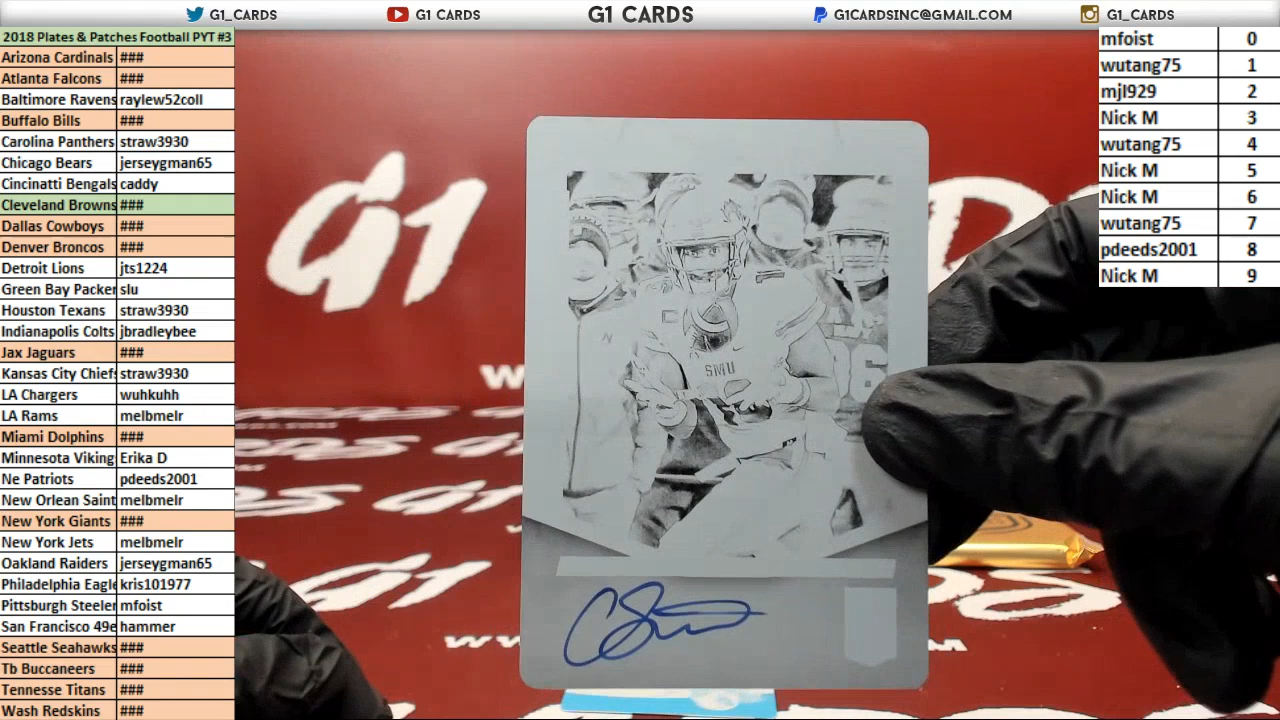 G1_CARDS
G1 CARDS
G1 CARDS
G1CARDSINC@GMAIL.COM
G1_CARDS
2018 Plates & Patches Football PYT #3
Arizona Cardinals ###
Atlanta Falcons ###
Baltimore Ravens raylew52coll
Buffalo Bills ###
Carolina Panthers straw3930
Chicago Bears jerseygman65
Cincinatti Bengals caddy
Cleveland Browns ###
Dallas Cowboys ###
Denver Broncos ###
Detroit Lions jts1224
Green Bay Packer slu
Houston Texans straw3930
Indianapolis Colts jbradleybee
Jax Jaguars ###
Kansas City Chiefs straw3930
LA Chargers wuhkuhh
LA Rams melbmelr
Miami Dolphins ###
Minnesota Viking Erika D
Ne Patriots pdeeds2001
New Orlean Saint melbmelr
New York Giants ###
New York Jets melbmelr
Oakland Raiders jerseygman65
Philadelphia Eagle kris101977
Pittsburgh Steeler mfoist
San Francisco 49e hammer
Seattle Seahawks ###
Tb Buccaneers ###
Tennesse Titans ###
Wash Redskins ###
mfoist 0
wutang75 1
mjl929 2
Nick M 3
wutang75 4
Nick M 5
Nick M 6
wutang75 7
pdeeds2001 8
Nick M 9
G1
SMU
G1
G1